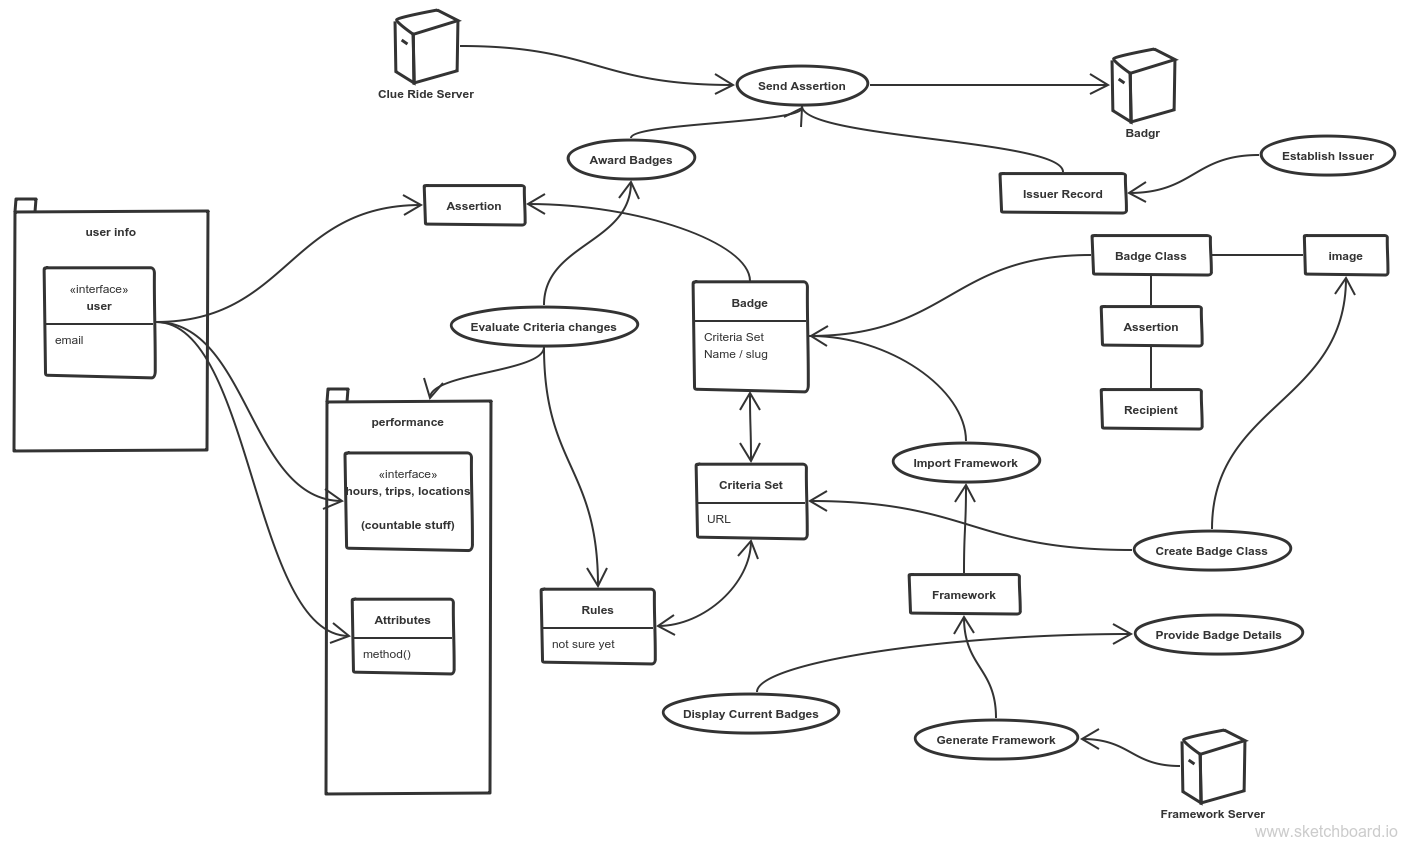 Clue Ride Server
Send Assertion
Badgr
Award Badges
Establish Issuer
Issuer Record
Assertion
user info
«interface»
user
email
Badge Class
image
Assertion
Recipient
Badge
Criteria Set
Name / slug
Evaluate Criteria changes
performance
«interface»
hours, trips, locations
(countable stuff)
Attributes
method()
Criteria Set
URL
Import Framework
Create Badge Class
Rules
not sure yet
Framework
Provide Badge Details
Display Current Badges
Generate Framework
Framework Server
www.sketchboard.io